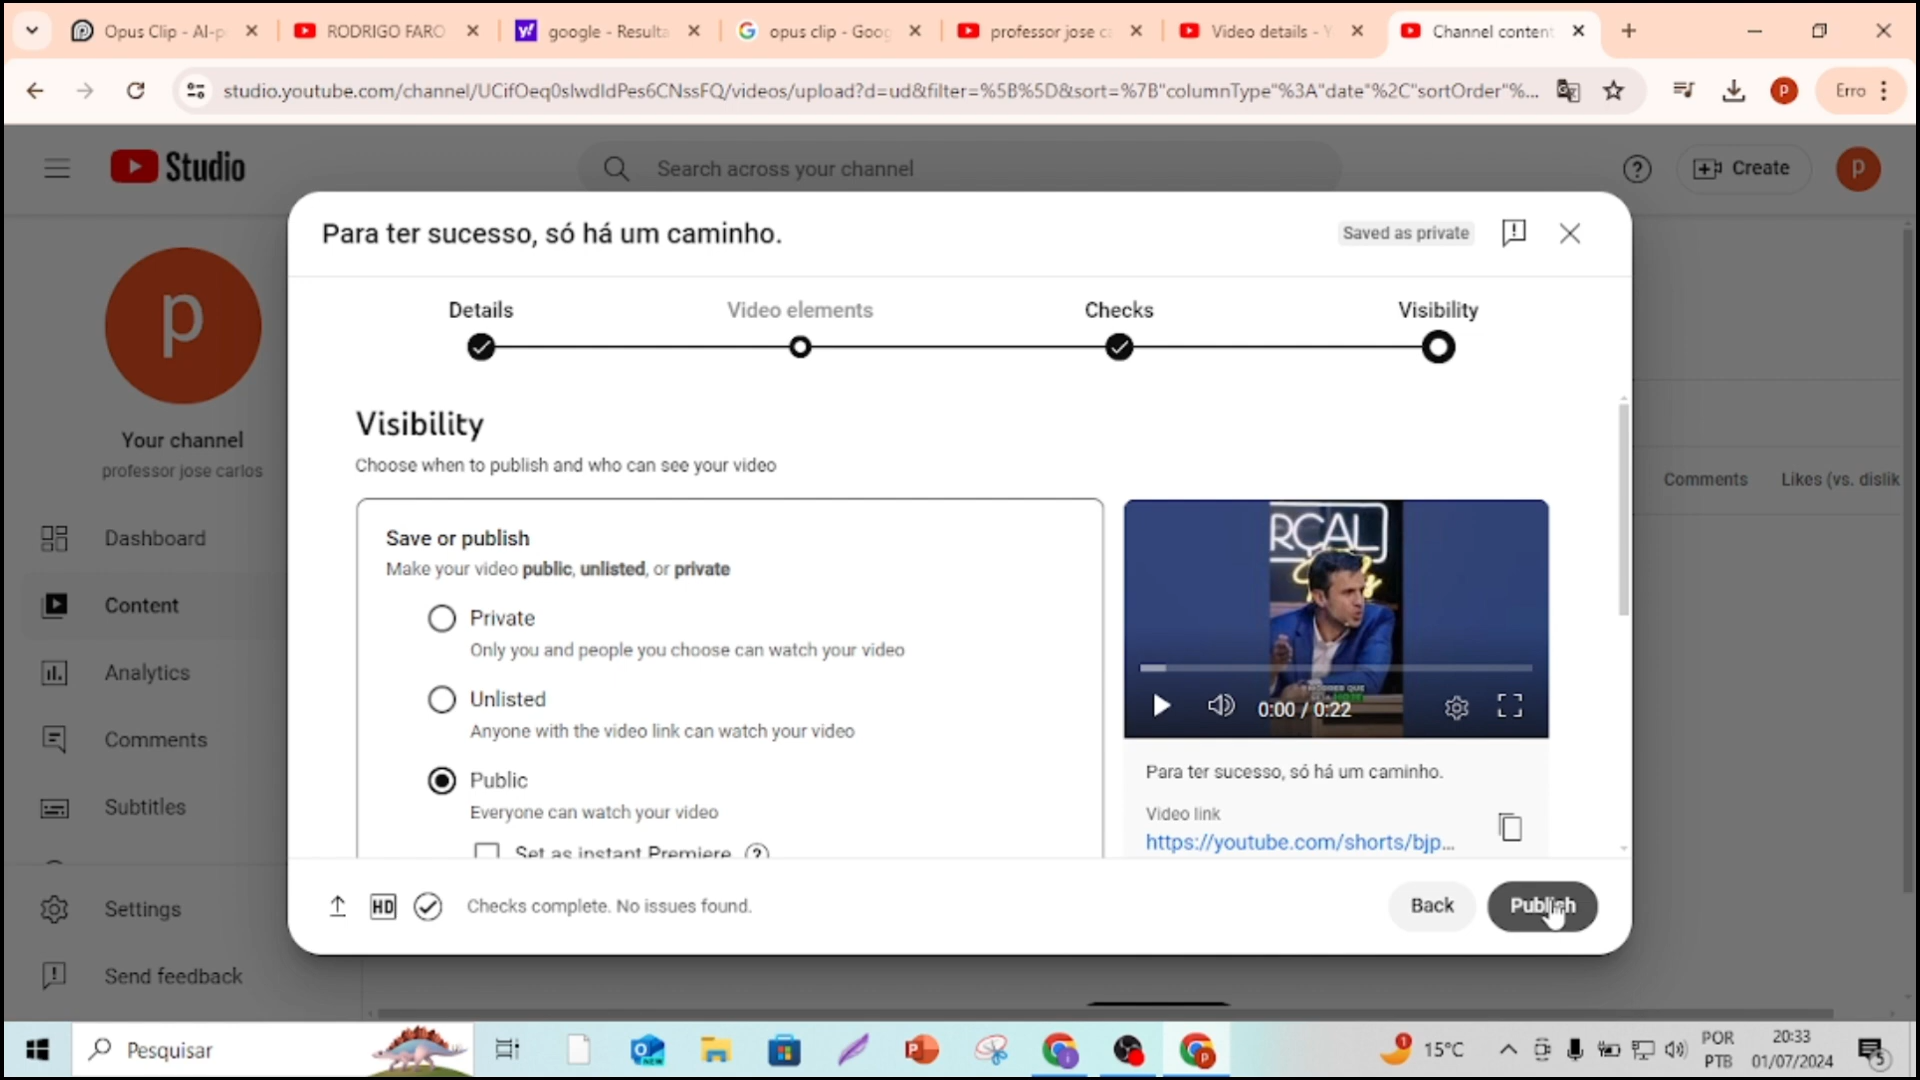 Opus Clip - AI-p
RODRIGO FARO
google - Resulta
opus clip - Goog
professor jose ca
Video details - Y
Channel content
studio.youtube.com/channel/UCifOeq0slwdIdPes6CNssFQ/videos/upload?d=ud&filter=%5B%5D&sort=%7B"columnType"%3A"date"%2C"sortOrder"%...
P
Erro
Studio
Search across your channel
Create
p
Para ter sucesso, só há um caminho.
Saved as private
Details
Video elements
Checks
Visibility
p
Your channel
professor jose carlos
Dashboard
Content
Analytics
Comments
Subtitles
Settings
Send feedback
Visibility
Choose when to publish and who can see your video
Comments
Likes (vs. dislik
Save or publish
Make your video public, unlisted, or private
Private
Only you and people you choose can watch your video
Unlisted
Anyone with the video link can watch your video
Public
Everyone can watch your video
Set as instant Premiere
RÇAL
0:00 / 0:22
Para ter sucesso, só há um caminho.
Video link
https://youtube.com/shorts/bjp...
HD
Checks complete. No issues found.
Back
Publish
Pesquisar
15°C
POR
PTB
20:33
01/07/2024
5